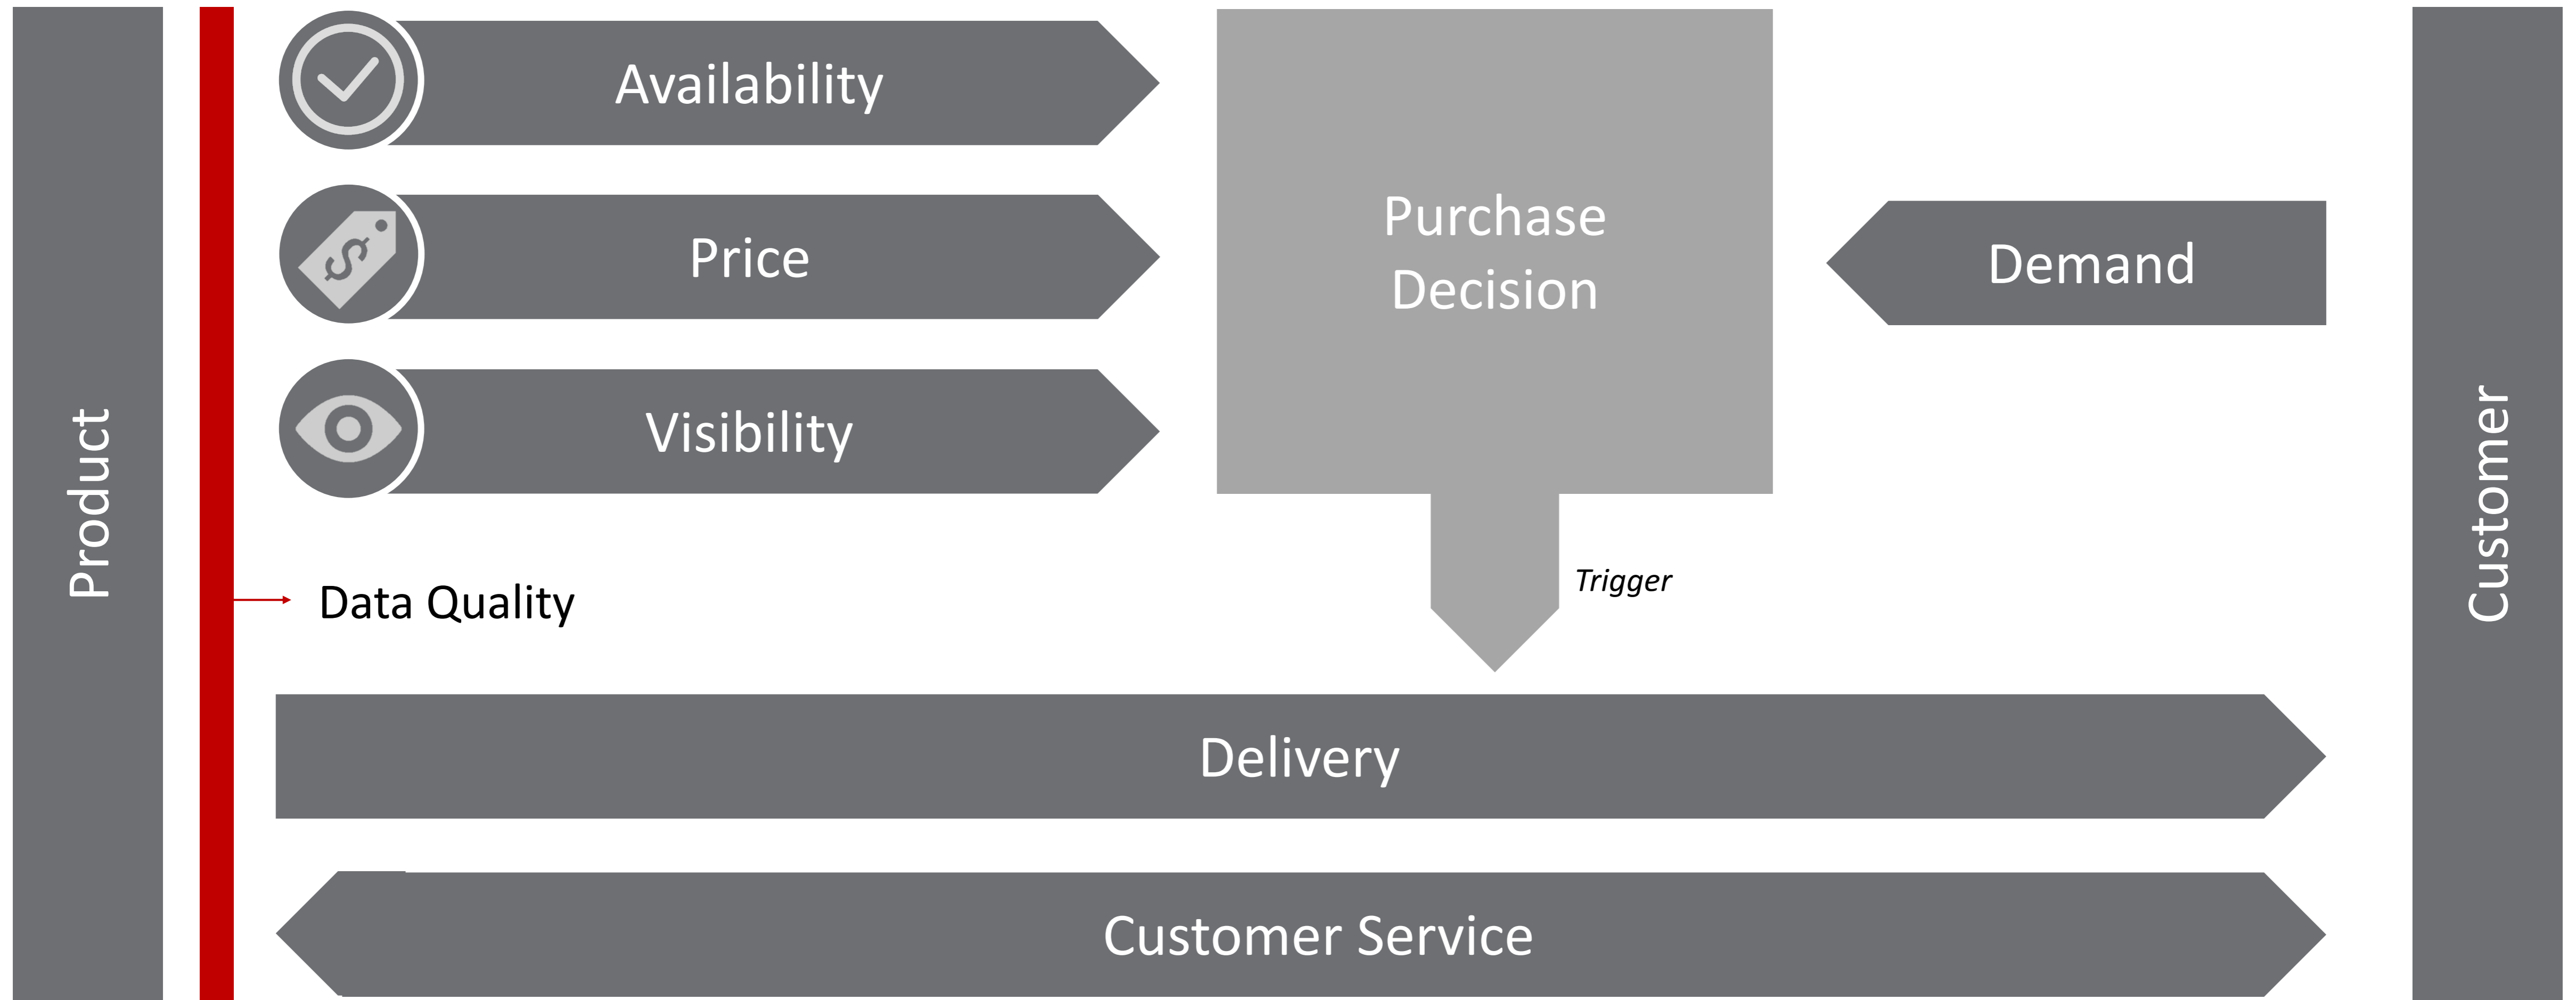 Product
Availability
Price
Visibility
Data Quality
Purchase
Decision
Demand
Trigger
Delivery
Customer Service
Customer